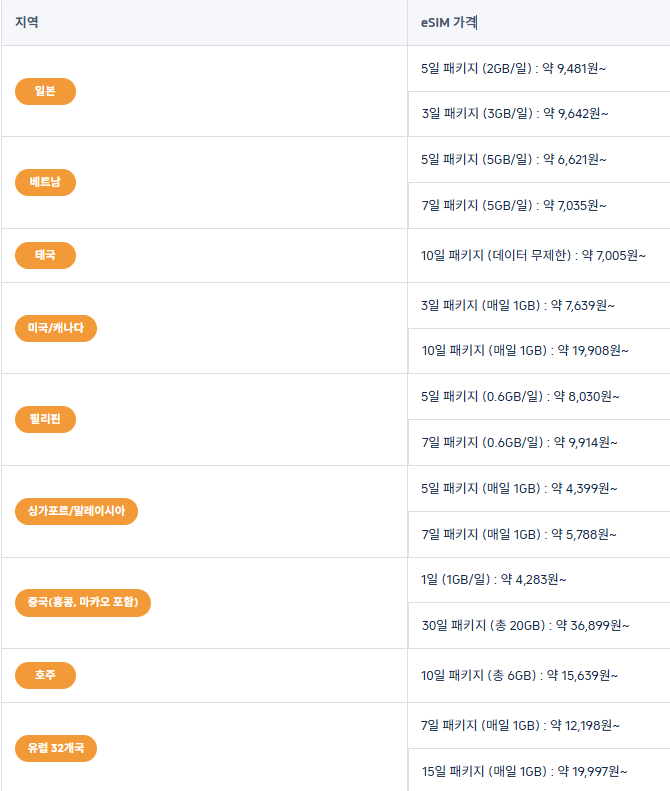 지역
eSIM 가격
일본
5일 패키지 (2GB/일) : 약 9,481원~
3일 패키지 (3GB/일) : 약 9,642원~
베트남
5일 패키지 (5GB/일) : 약 6,621원~
7일 패키지 (5GB/일) : 약 7,035원~
태국
10일 패키지 (데이터 무제한) : 약 7,005원~
미국/캐나다
3일 패키지 (매일 1GB) : 약 7,639원~
10일 패키지 (매일 1GB) : 약 19,908원~
필리핀
5일 패키지 (0.6GB/일) : 약 8,030원~
7일 패키지 (0.6GB/일) : 약 9,914원~
싱가포르/말레이시아
5일 패키지 (매일 1GB) : 약 4,399원~
7일 패키지 (매일 1GB) : 약 5,788원~
중국(홍콩, 마카오 포함)
1일 (1GB/일) : 약 4,283원~
30일 패키지 (총 20GB) : 약 36,899원~
호주
10일 패키지 (총 6GB) : 약 15,639원~
유럽 32개국
7일 패키지 (매일 1GB) : 약 12,198원~
15일 패키지 (매일 1GB) : 약 19,997원~